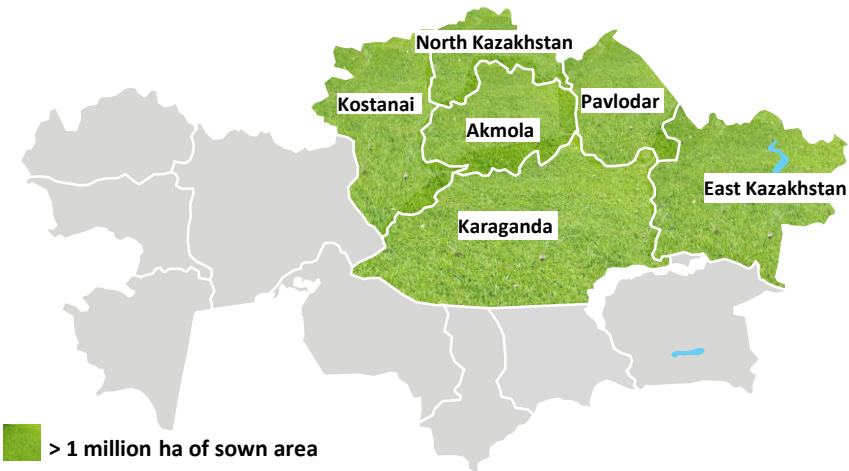 North Kazakhstan
Kostanai
Pavlodar
Akmola
East Kazakhstan
Karaganda
> 1 million ha of sown area